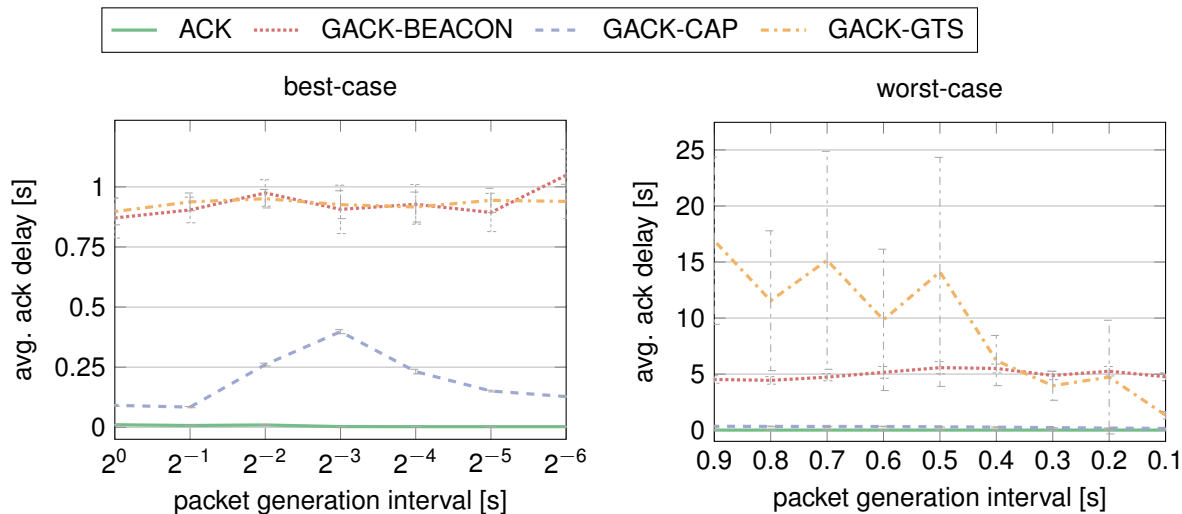 ACK GACK-BEACON GACK-CAP GACK-GTS
best-case
avg. ack delay [s]
1
0.75
0.5
0.25
0
2⁰ 2⁻¹ 2⁻² 2⁻³ 2⁻⁴ 2⁻⁵ 2⁻⁶
packet generation interval [s]
worst-case
avg. ack delay [s]
25
20
15
10
5
0
0.9 0.8 0.7 0.6 0.5 0.4 0.3 0.2 0.1
packet generation interval [s]